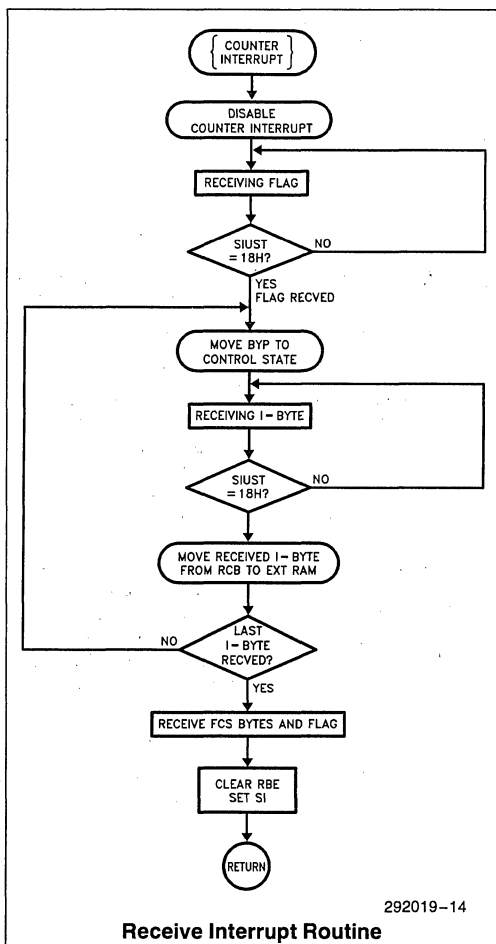 COUNTER
INTERRUPT
DISABLE
COUNTER INTERRUPT
RECEIVING FLAG
SIUST
= 18H?
NO
YES
FLAG RECVED
MOVE BYP TO
CONTROL STATE
RECEIVING I-BYTE
SIUST
= 18H?
NO
MOVE RECEIVED I-BYTE
FROM RCB TO EXT RAM
LAST
I-BYTE
RECVED?
NO
YES
RECEIVE FCS BYTES AND FLAG
CLEAR RBE
SET SI
RETURN
292019-14
Receive Interrupt Routine